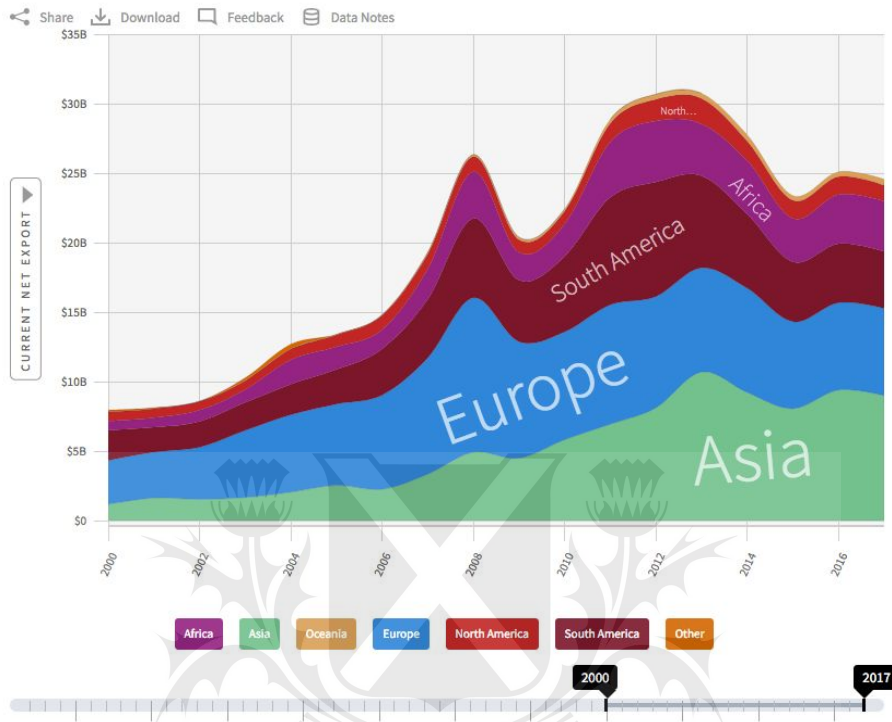 Share Download Feedback Data Notes
$35B
$30B
$25B
$20B
$15B
$10B
$5B
$0
CURRENT NET EXPORT
North...
Africa
South America
Europe
Asia
2000 2002 2004 2006 2008 2010 2012 2014 2016
Africa Asia Oceania Europe North America South America Other
2000 2017